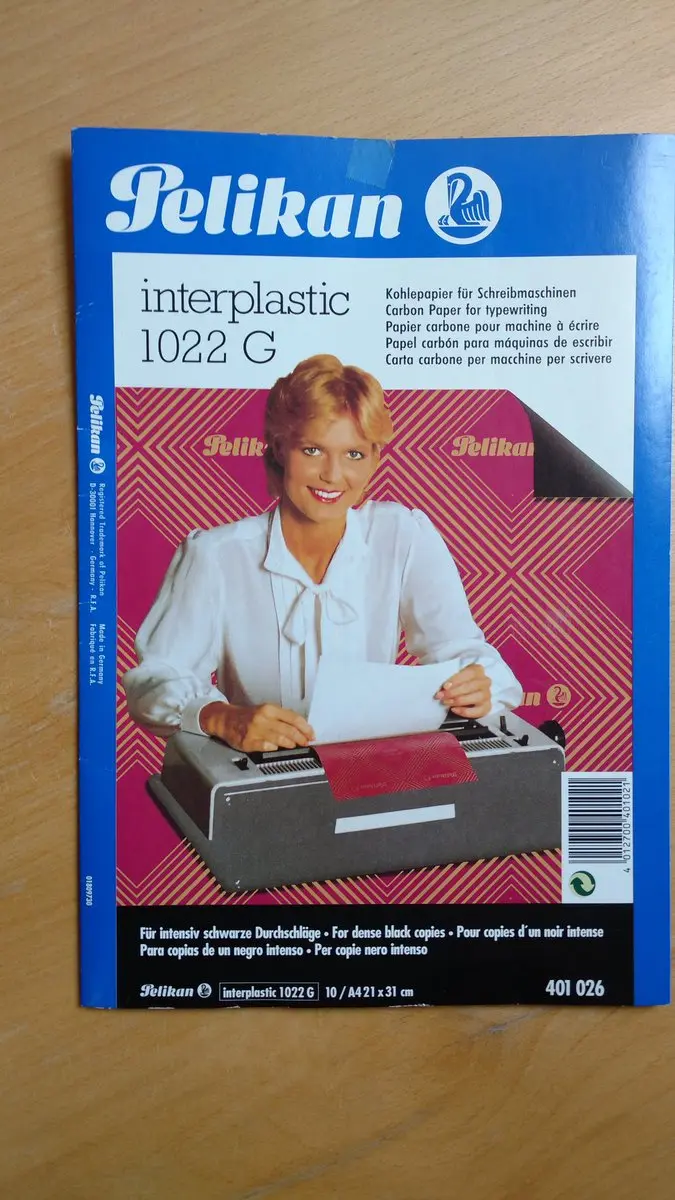 Pelikan
interplastic
1022 G
Kohlepapier für Schreibmaschinen
Carbon Paper for typewriting
Papier carbone pour machine à écrire
Papel carbón para máquinas de escribir
Carta carbone per macchine per scrivere
Pelik
Pelikan
an
Pelikan
Pelikan
Registered Trademark of Pelikan
D-30001 Hannover · Germany · R.F.A.
Made in Germany
Fabriqué en R.F.A.
01809730
4 012700 401021
Für intensiv schwarze Durchschläge • For dense black copies • Pour copies d'un noir intense
Para copias de un negro intenso • Per copie nero intenso
Pelikan interplastic 1022 G 10 / A4 21 x 31 cm 401 026